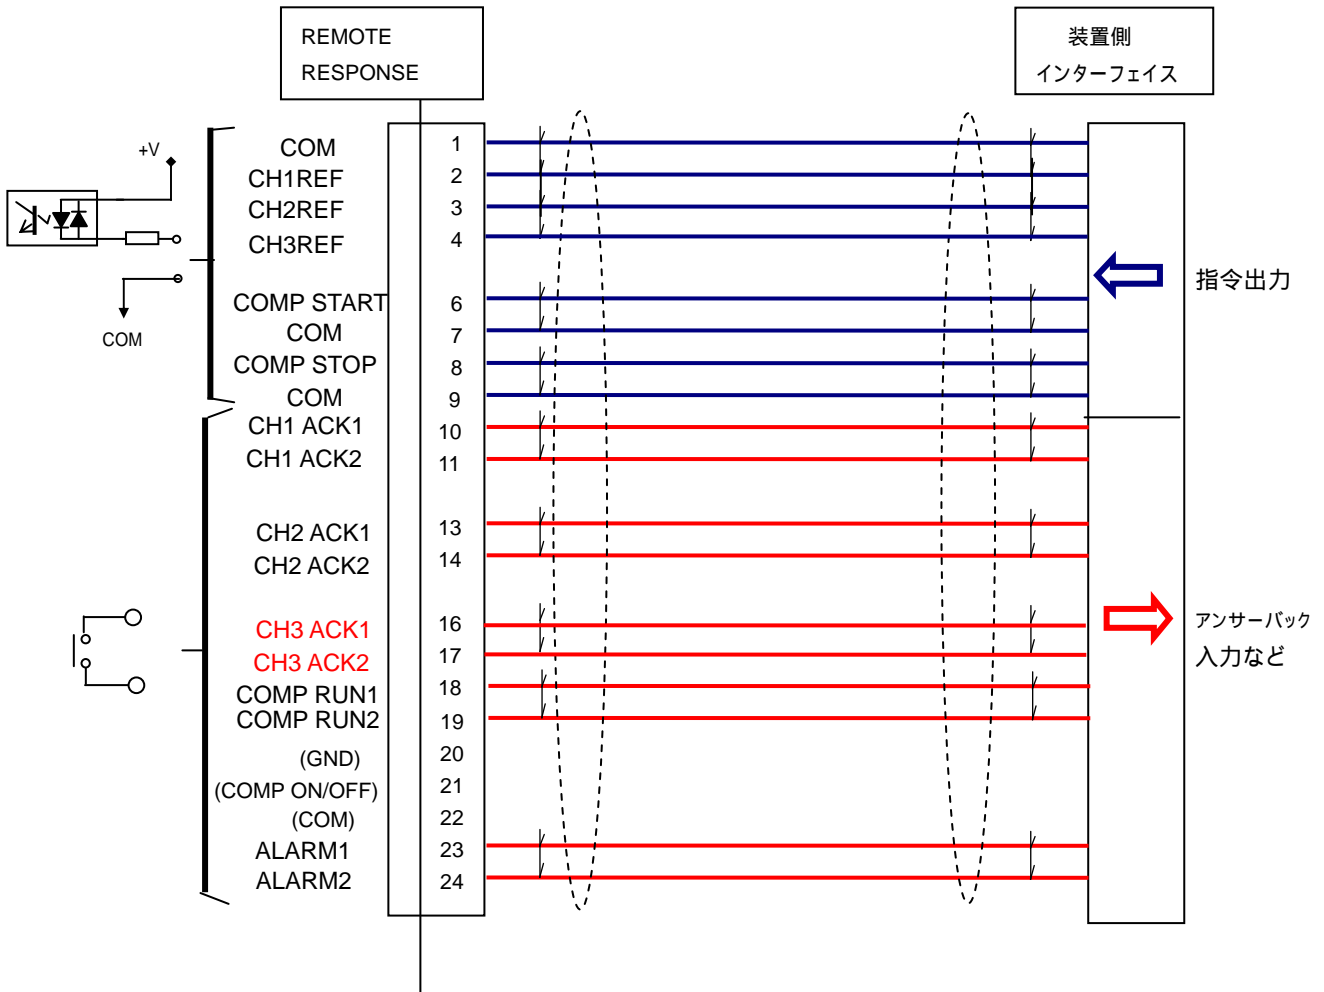 REMOTE
RESPONSE
装置側
インターフェイス
+V
COM
COM 1
CH1REF 2
CH2REF 3
CH3REF 4
COMP START 6
COM 7
COMP STOP 8
COM 9
CH1 ACK1 10
CH1 ACK2 11
CH2 ACK1 13
CH2 ACK2 14
CH3 ACK1 16
CH3 ACK2 17
COMP RUN1 18
COMP RUN2 19
(GND) 20
(COMP ON/OFF) 21
(COM) 22
ALARM1 23
ALARM2 24
指令出力
アンサーバック
入力など